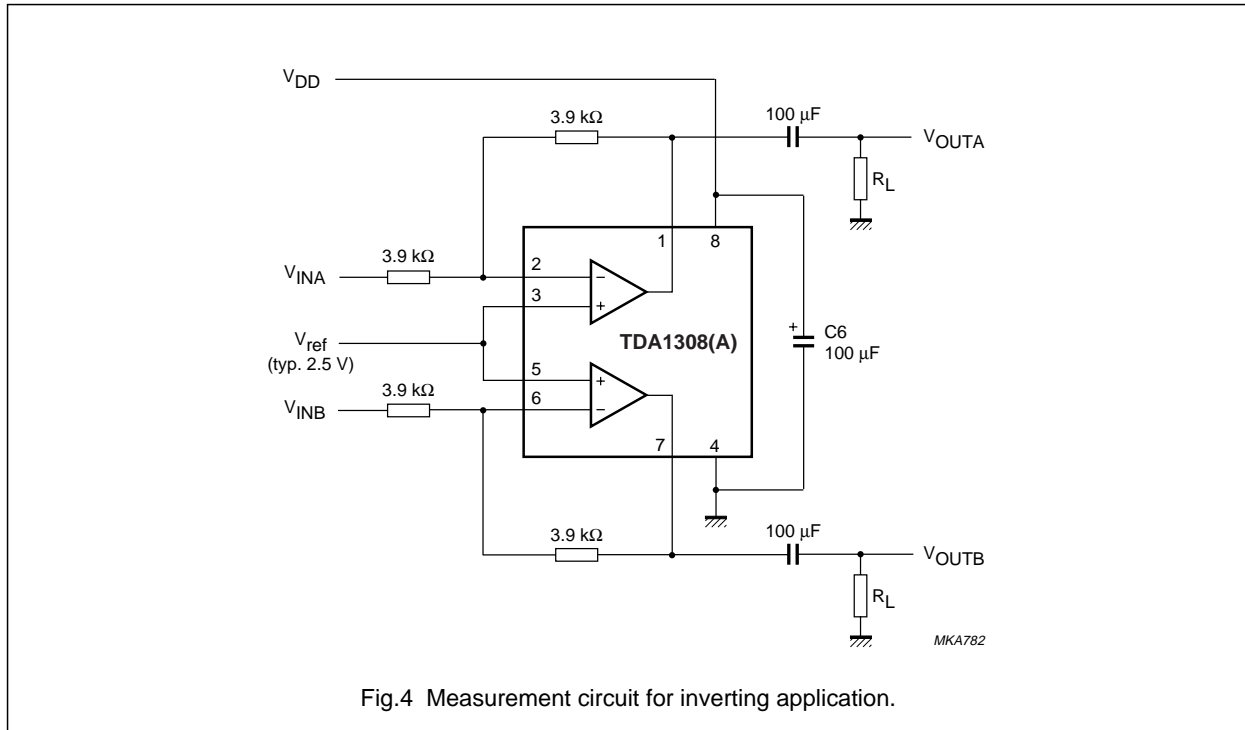 VDD
3.9 kΩ
100 μF
VOUTA
RL
1
8
3.9 kΩ
VINA
2
−
3
+
Vref
(typ. 2.5 V)
TDA1308(A)
+
C6
100 μF
5
+
3.9 kΩ
VINB
6
−
7
4
3.9 kΩ
100 μF
VOUTB
RL
MKA782
Fig.4 Measurement circuit for inverting application.